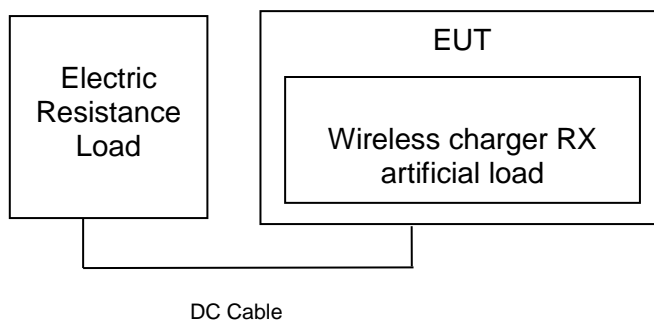 Electric
Resistance
Load
EUT
Wireless charger RX
artificial load
DC Cable